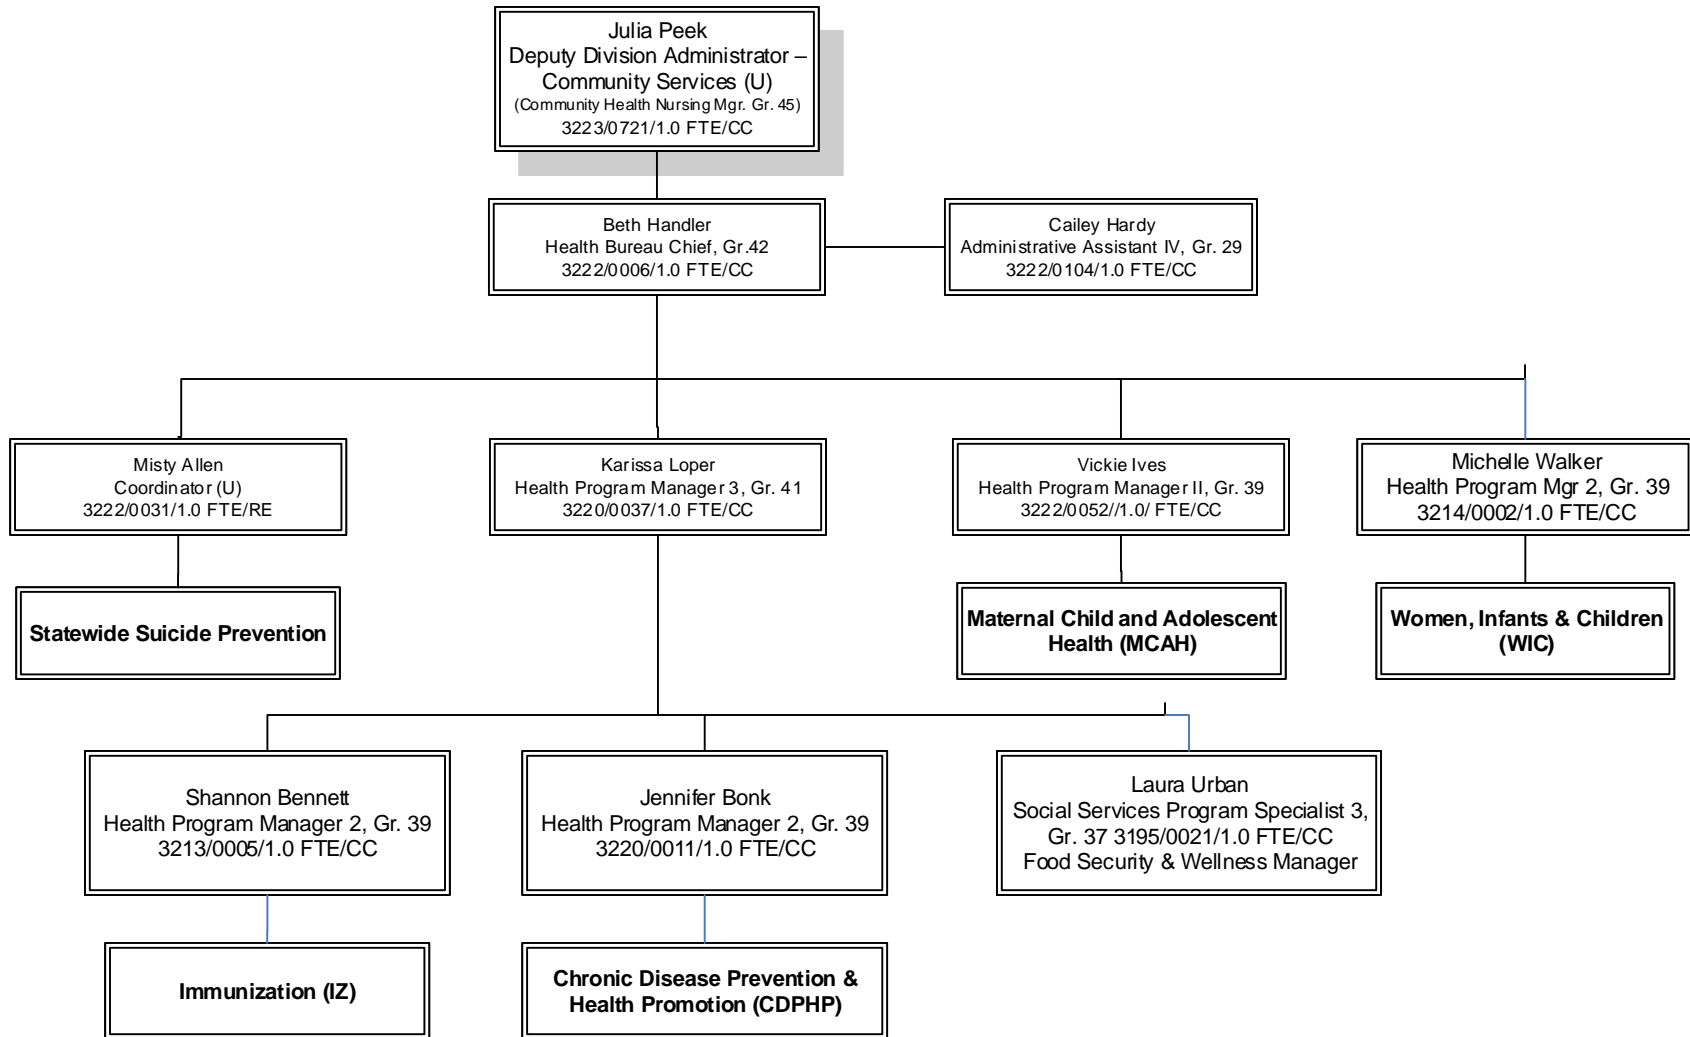 Julia Peek
Deputy Division Administrator –
Community Services (U)
(Community Health Nursing Mgr. Gr. 45)
3223/0721/1.0 FTE/CC
Beth Handler
Health Bureau Chief, Gr.42
3222/0006/1.0 FTE/CC
Cailey Hardy
Administrative Assistant IV, Gr. 29
3222/0104/1.0 FTE/CC
Misty Allen
Coordinator (U)
3222/0031/1.0 FTE/RE
Karissa Loper
Health Program Manager 3, Gr. 41
3220/0037/1.0 FTE/CC
Vickie Ives
Health Program Manager II, Gr. 39
3222/0052//1.0/ FTE/CC
Michelle Walker
Health Program Mgr 2, Gr. 39
3214/0002/1.0 FTE/CC
Statewide Suicide Prevention
Maternal Child and Adolescent
Health (MCAH)
Women, Infants & Children
(WIC)
Shannon Bennett
Health Program Manager 2, Gr. 39
3213/0005/1.0 FTE/CC
Jennifer Bonk
Health Program Manager 2, Gr. 39
3220/0011/1.0 FTE/CC
Laura Urban
Social Services Program Specialist 3,
Gr. 37 3195/0021/1.0 FTE/CC
Food Security & Wellness Manager
Immunization (IZ)
Chronic Disease Prevention &
Health Promotion (CDPHP)